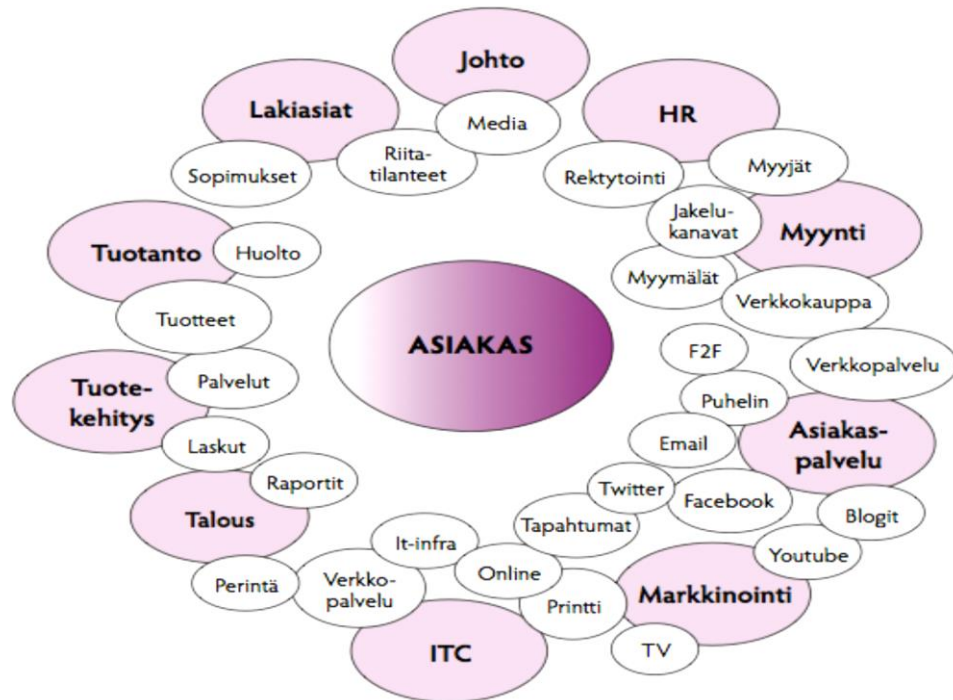 Johto
Media
Lakiasiat
Riita-
tilanteet
Sopimukset
HR
Rektytointi
Myyjät
Jakelu-
kanavat
Myynti
Myymälät
Verkkokauppa
Tuotanto
Huolto
Tuotteet
ASIAKAS
F2F
Verkkopalvelu
Puhelin
Tuote-
kehitys
Palvelut
Laskut
Email
Asiakas-
palvelu
Raportit
Talous
Perintä
Twitter
Facebook
Blogit
Tapahtumat
Youtube
It-infra
Verkko-
palvelu
Online
Printti
Markkinointi
ITC
TV